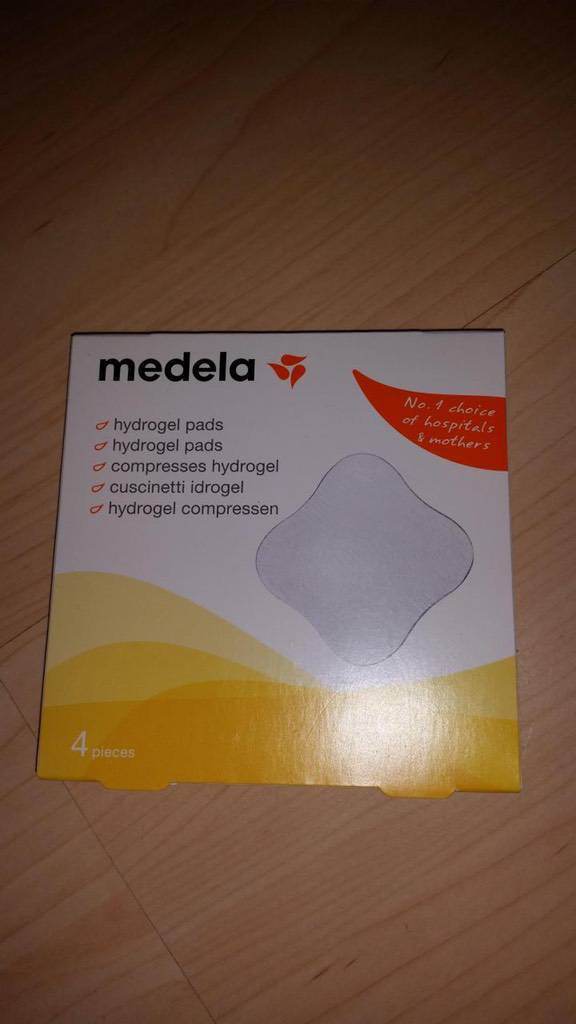 medela
hydrogel pads
hydrogel pads
compresses hydrogel
cuscinetti idrogel
hydrogel compressen
No. 1 choice
of hospitals
& mothers
4 pieces